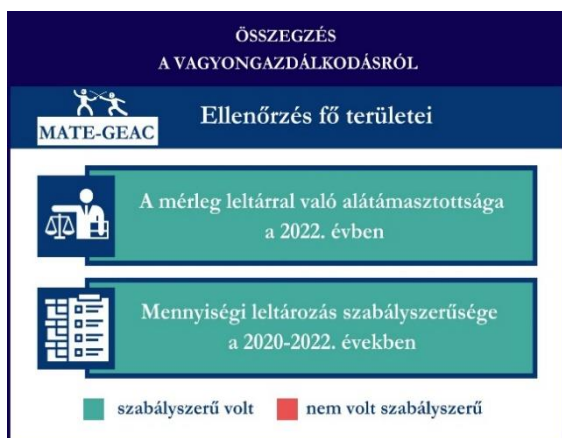 ÖSSZEGZÉS
A VAGYONGAZDÁLKODÁSRÓL
MATE-GEAC
Ellenőrzés fő területei
A mérleg leltárral való alátámasztottsága
a 2022. évben
Mennyiségi leltározás szabályszerűsége
a 2020-2022. években
szabályszerű volt
nem volt szabályszerű